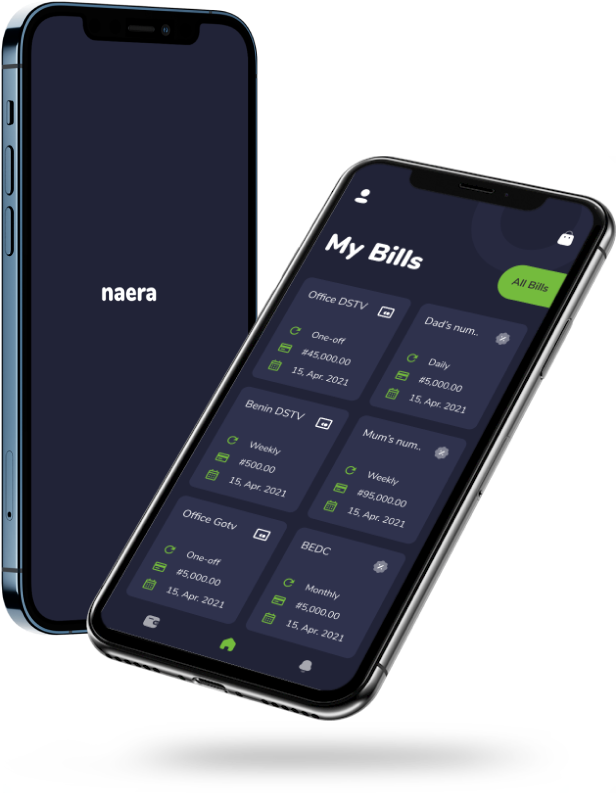 naera
My Bills
All Bills
Office DSTV
One-off
#45,000.00
15, Apr. 2021
Dad's num..
Daily
#5,000.00
15, Apr. 2021
Benin DSTV
Weekly
#500.00
15, Apr. 2021
Mum's num..
Weekly
#95,000.00
15, Apr. 2021
Office Gotv
One-off
#5,000.00
15, Apr. 2021
BEDC
Monthly
#5,000.00
15, Apr. 2021